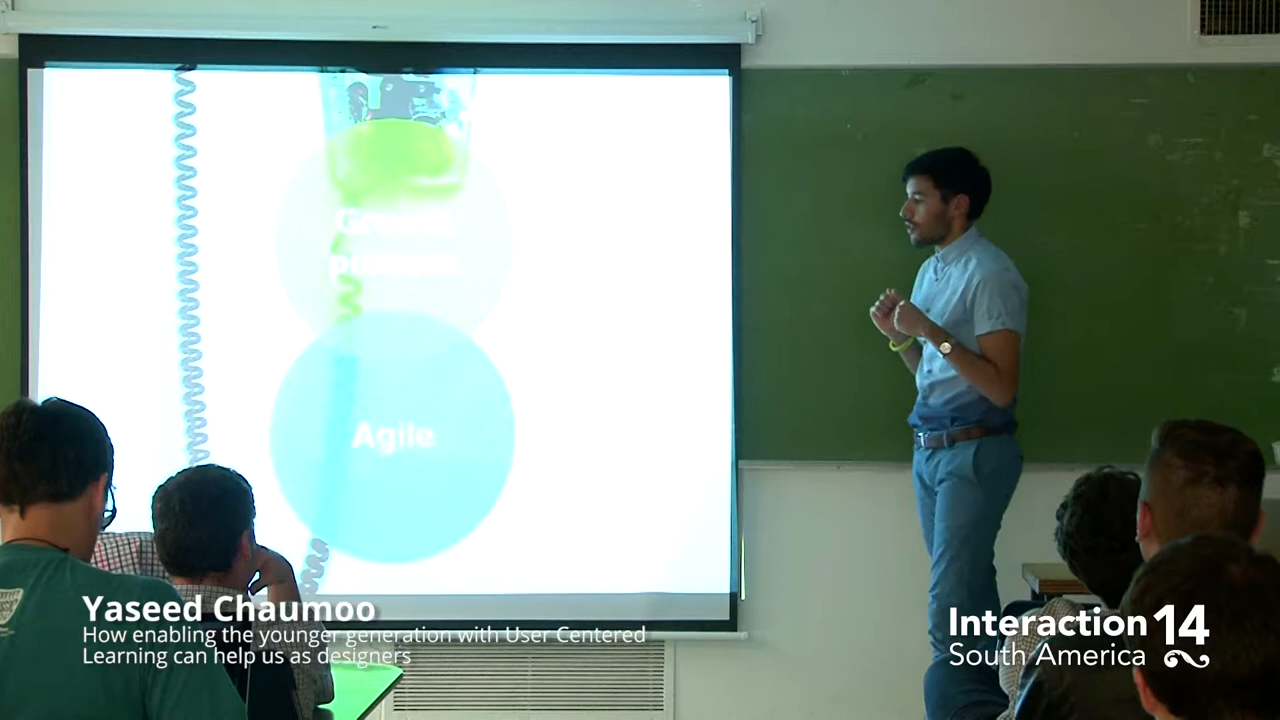 Agile
Yaseed Chaumoo
How enabling the younger generation with User Centered
Learning can help us as designers
Interaction 14
South America